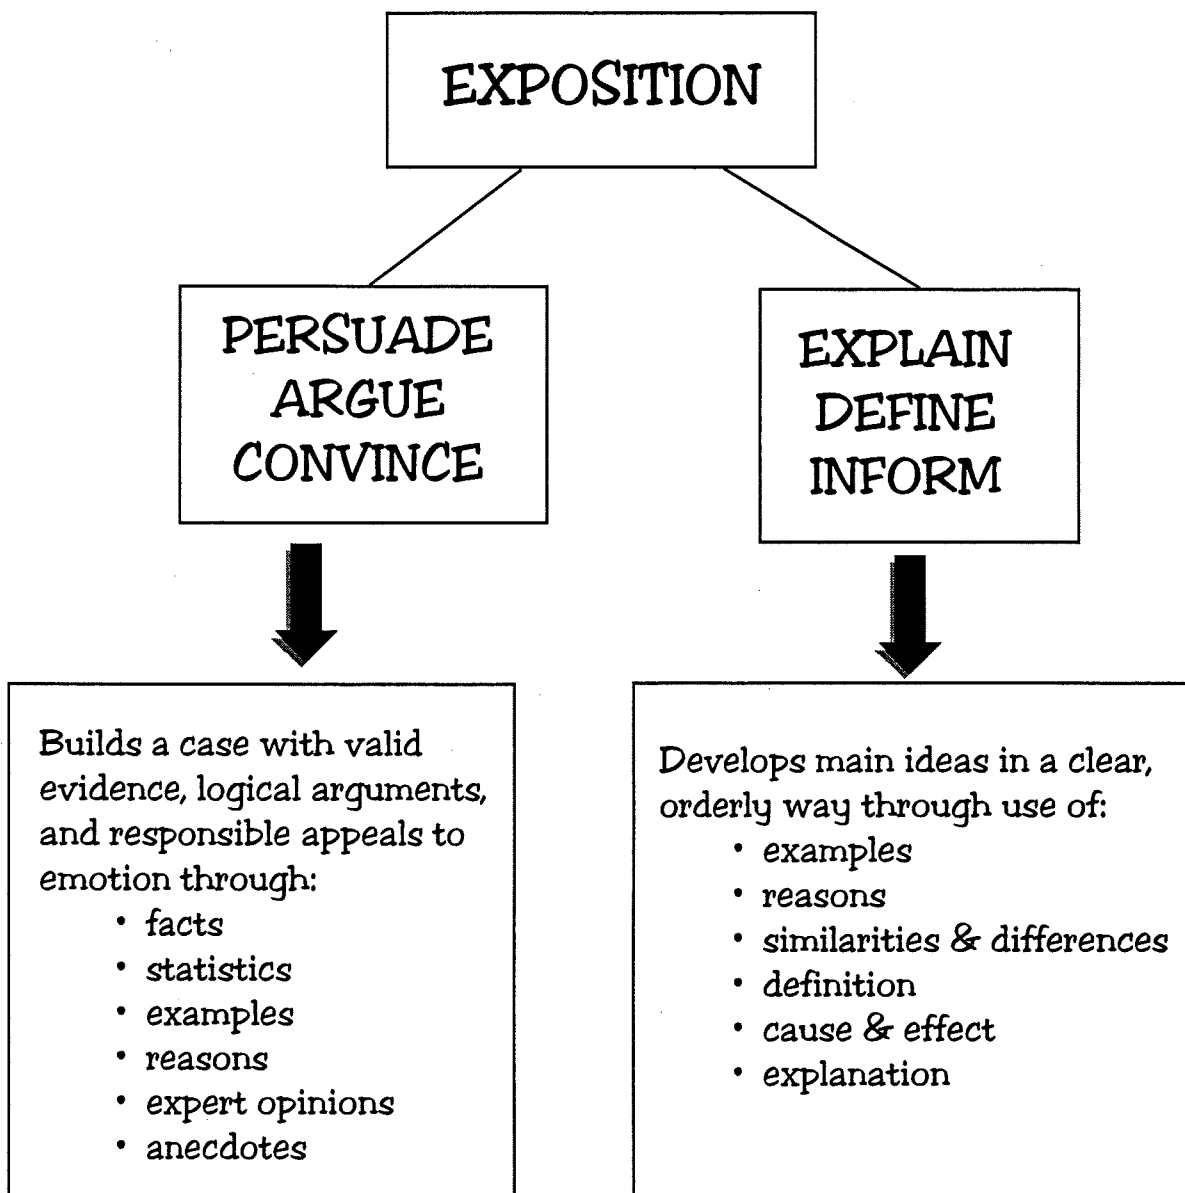 EXPOSITION
PERSUADE
ARGUE
CONVINCE
EXPLAIN
DEFINE
INFORM
Builds a case with valid
evidence, logical arguments,
and responsible appeals to
emotion through:
• facts
• statistics
• examples
• reasons
• expert opinions
• anecdotes
Develops main ideas in a clear,
orderly way through use of:
• examples
• reasons
• similarities & differences
• definition
• cause & effect
• explanation